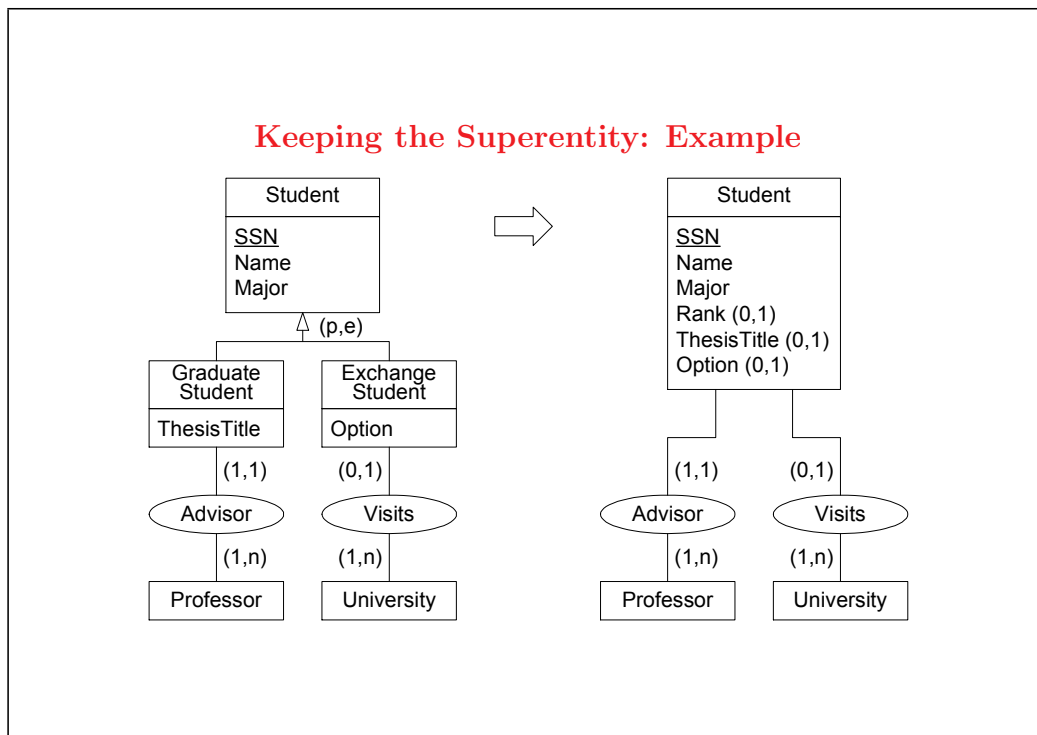 Keeping the Superentity: Example
Student
SSN
Name
Major
(p,e)
Graduate
Student
ThesisTitle
Exchange
Student
Option
(1,1)
(0,1)
Advisor
Visits
(1,n)
(1,n)
Professor
University
Student
SSN
Name
Major
Rank (0,1)
ThesisTitle (0,1)
Option (0,1)
(1,1)
(0,1)
Advisor
Visits
(1,n)
(1,n)
Professor
University